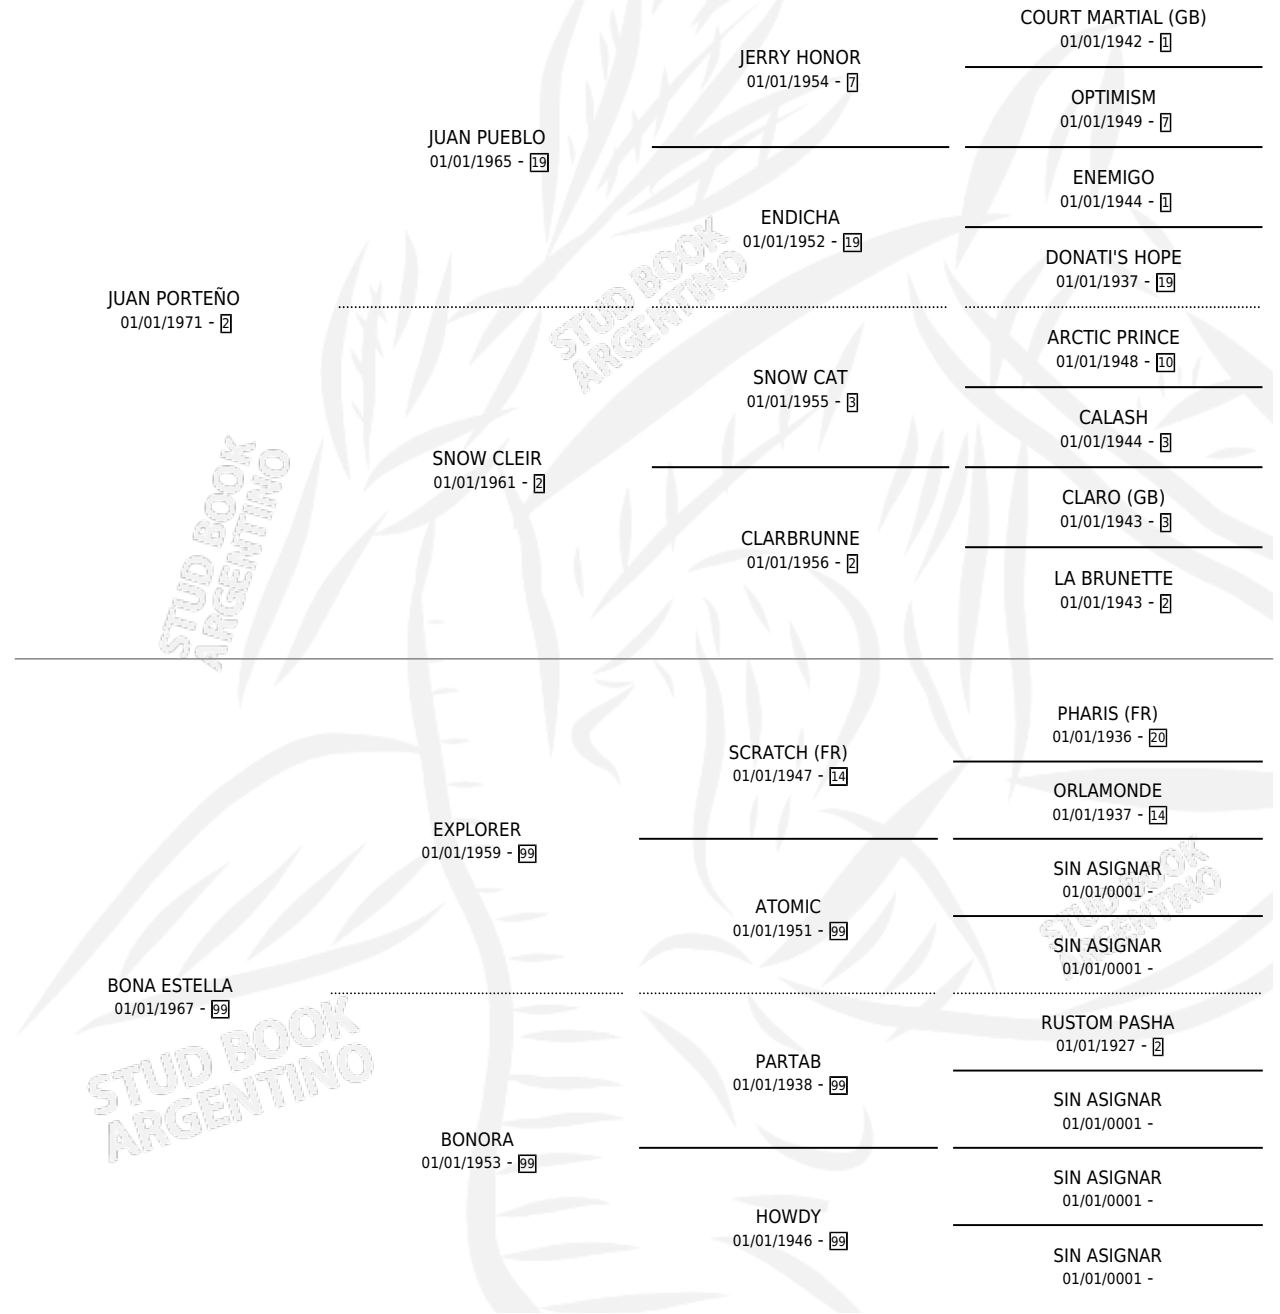 COURT MARTIAL (GB)
01/01/1942 - 1
JERRY HONOR
01/01/1954 - 7
OPTIMISM
01/01/1949 - 7
JUAN PUEBLO
01/01/1965 - 19
ENEMIGO
01/01/1944 - 1
ENDICHA
01/01/1952 - 19
DONATI'S HOPE
01/01/1937 - 19
JUAN PORTEÑO
01/01/1971 - 2
ARCTIC PRINCE
01/01/1948 - 10
SNOW CAT
01/01/1955 - 3
CALASH
01/01/1944 - 3
SNOW CLEIR
01/01/1961 - 2
CLARO (GB)
01/01/1943 - 3
CLARBRUNNE
01/01/1956 - 2
LA BRUNETTE
01/01/1943 - 2
PHARIS (FR)
01/01/1936 - 20
SCRATCH (FR)
01/01/1947 - 14
ORLAMONDE
01/01/1937 - 14
EXPLORER
01/01/1959 - 99
SIN ASIGNAR
01/01/0001 -
ATOMIC
01/01/1951 - 99
SIN ASIGNAR
01/01/0001 -
BONA ESTELLA
01/01/1967 - 99
RUSTOM PASHA
01/01/1927 - 2
PARTAB
01/01/1938 - 99
SIN ASIGNAR
01/01/0001 -
BONORA
01/01/1953 - 99
SIN ASIGNAR
01/01/0001 -
HOWDY
01/01/1946 - 99
SIN ASIGNAR
01/01/0001 -
STUD BOOK
ARGENTINO
STUD BOOK
ARGENTINO
STUD BOOK
ARGENTINO
STUD BOOK
ARGENTINO